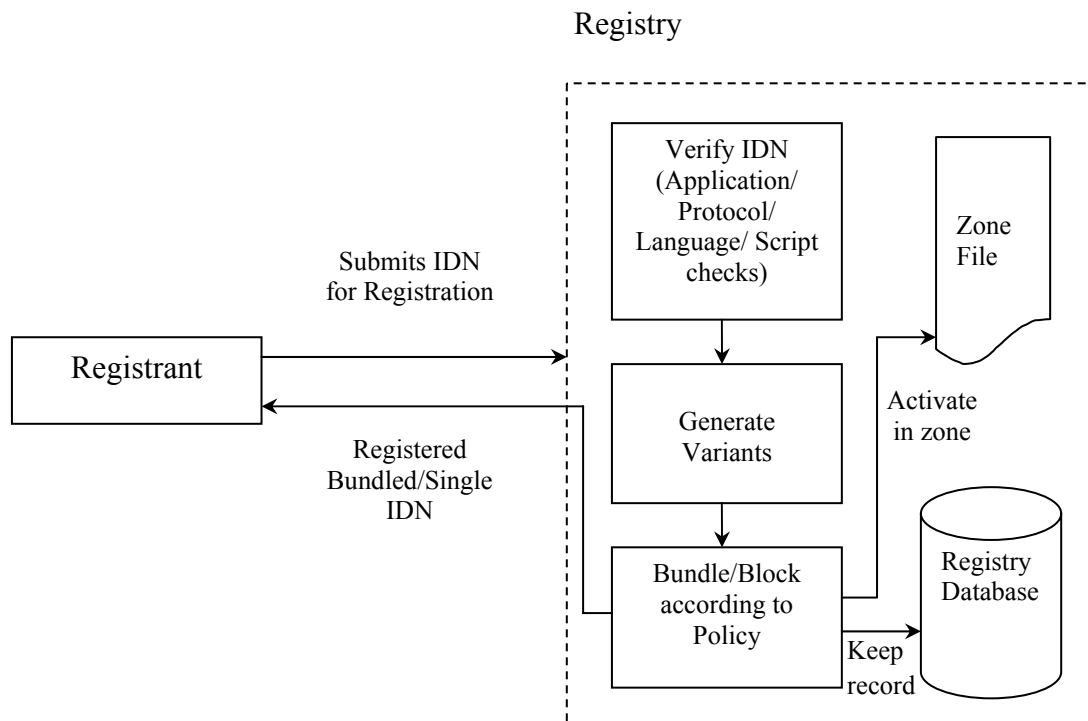 Registry
Verify IDN
(Application/
Protocol/
Language/ Script
checks)
Zone
File
Submits IDN
for Registration
Registrant
Generate
Variants
Activate
in zone
Registered
Bundled/Single
IDN
Bundle/Block
according to
Policy
Registry
Database
Keep
record